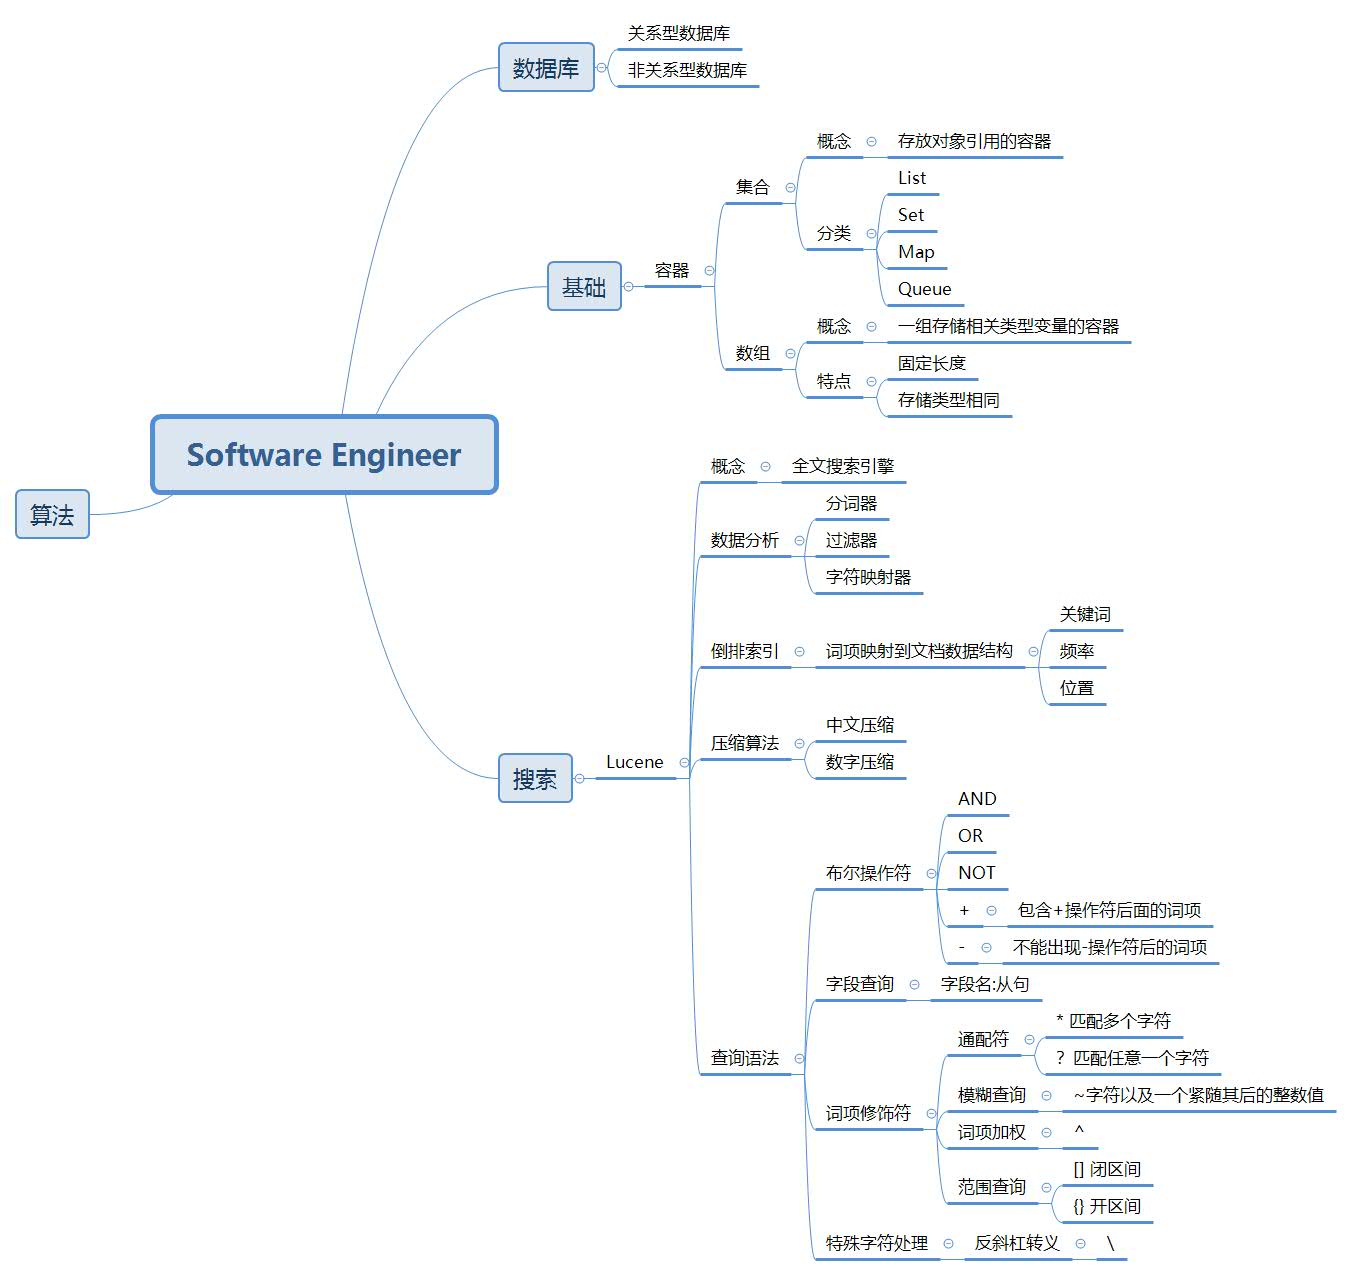 关系型数据库
数据库
非关系型数据库
概念
存放对象引用的容器
List
集合
Set
分类
Map
容器
Queue
基础
概念
一组存储相关类型变量的容器
数组
固定长度
特点
存储类型相同
Software Engineer
算法
概念
全文搜索引擎
分词器
数据分析
过滤器
字符映射器
关键词
倒排索引
词项映射到文档数据结构
频率
位置
中文压缩
压缩算法
数字压缩
Lucene
搜索
AND
OR
布尔操作符
NOT
+
包含+操作符后面的词项
-
不能出现-操作符后的词项
字段查询
字段名:从句
* 匹配多个字符
通配符
? 匹配任意一个字符
查询语法
模糊查询
~字符以及一个紧随其后的整数值
词项修饰符
词项加权
^
[] 闭区间
范围查询
{} 开区间
特殊字符处理
反斜杠转义
\